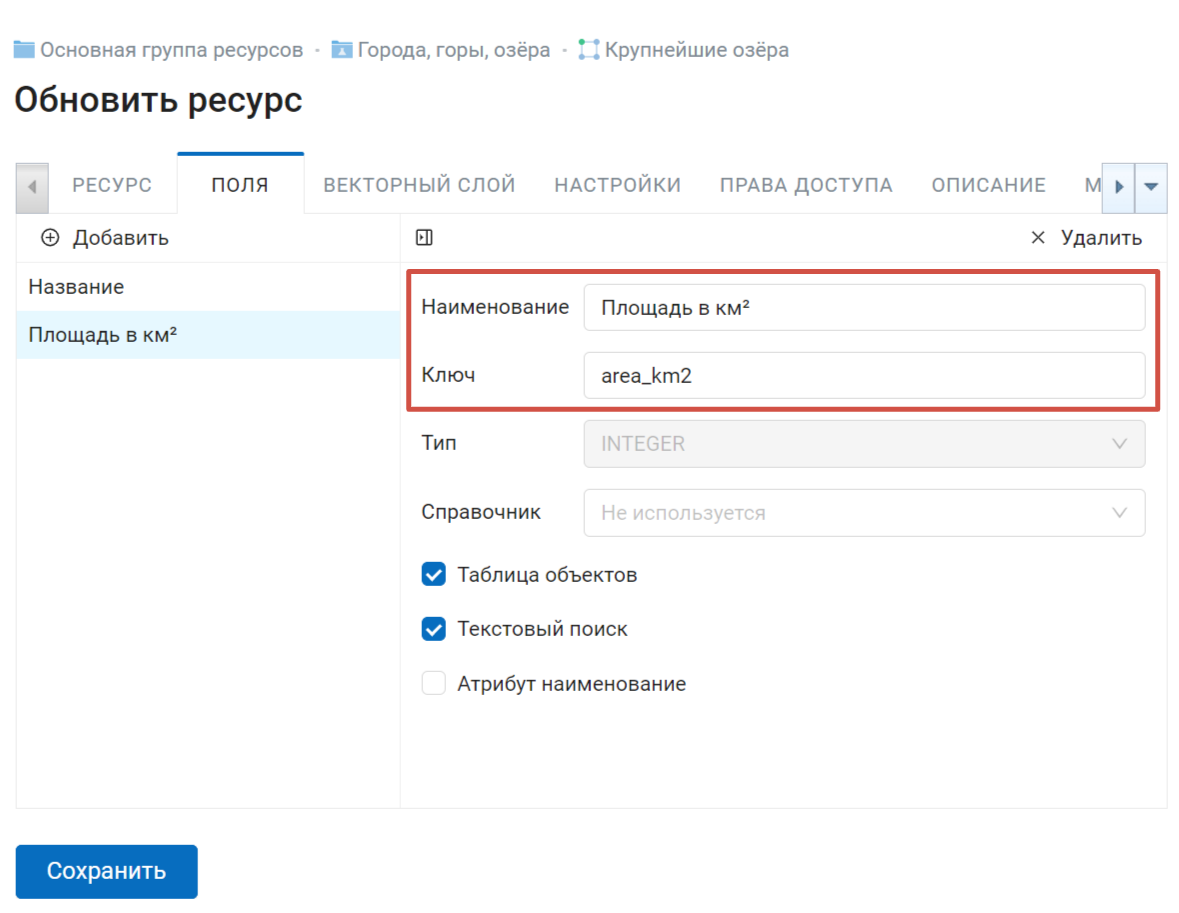 Основная группа ресурсов · Города, горы, озёра · Крупнейшие озёра
Обновить ресурс
РЕСУРС ПОЛЯ ВЕКТОРНЫЙ СЛОЙ НАСТРОЙКИ ПРАВА ДОСТУПА ОПИСАНИЕ М
Добавить
Удалить
Название
Площадь в км²
Наименование Площадь в км²
Ключ area_km2
Тип INTEGER
Справочник Не используется
Таблица объектов
Текстовый поиск
Атрибут наименование
Сохранить